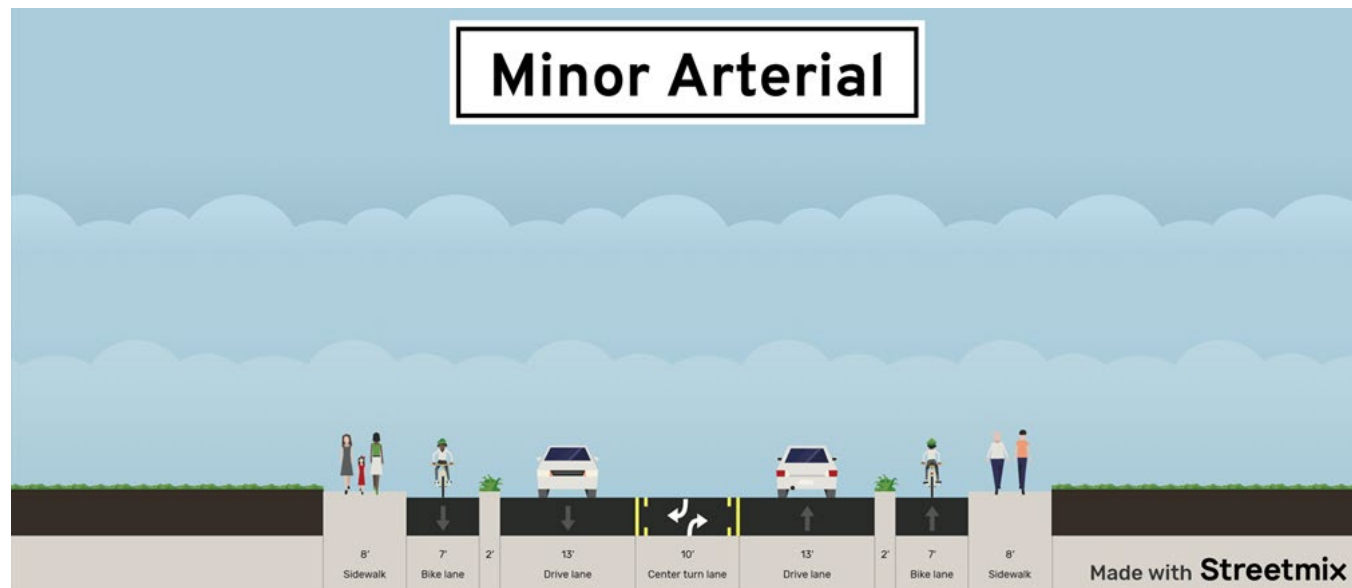 Minor Arterial
8' 7' 2' 13' 10' 13' 2' 7' 8'
Sidewalk Bike lane Drive lane Center turn lane Drive lane Bike lane Sidewalk
Made with Streetmix